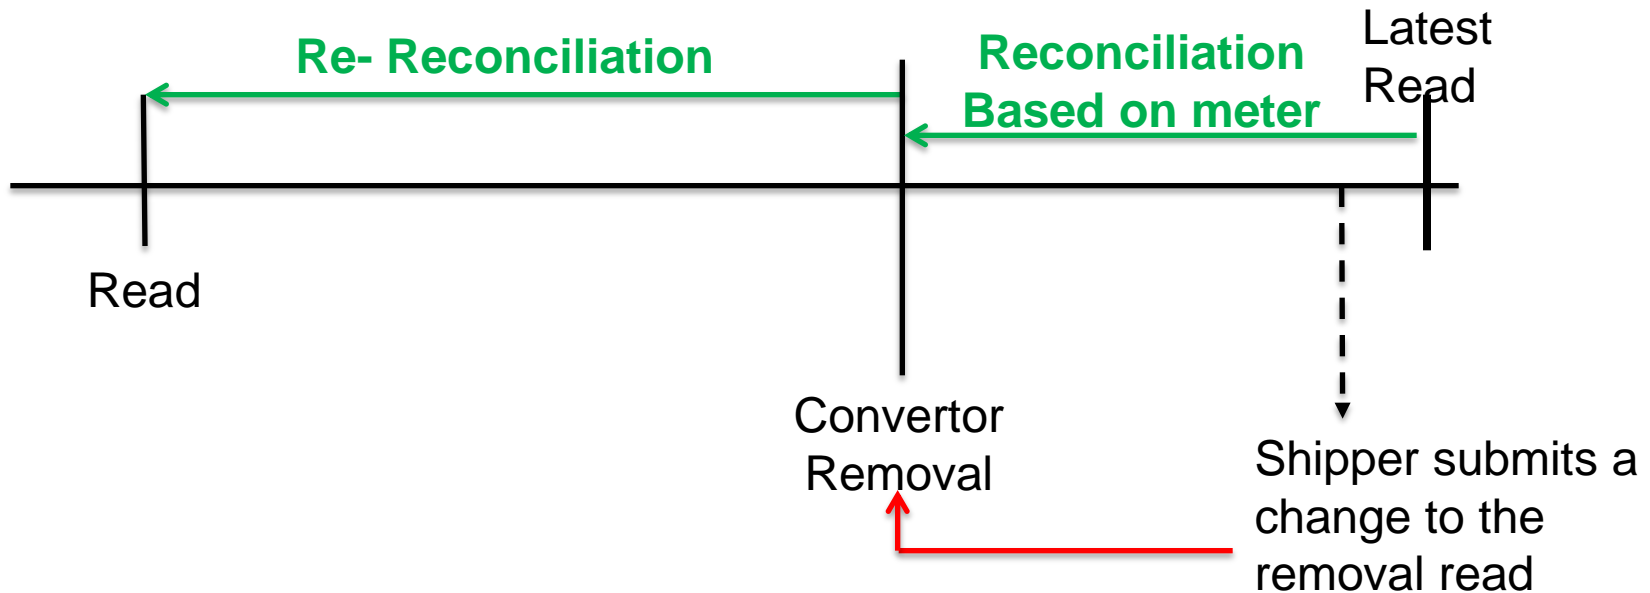 Re- Reconciliation
Reconciliation
Based on meter
Latest
Read
Read
Convertor
Removal
Shipper submits a
change to the
removal read